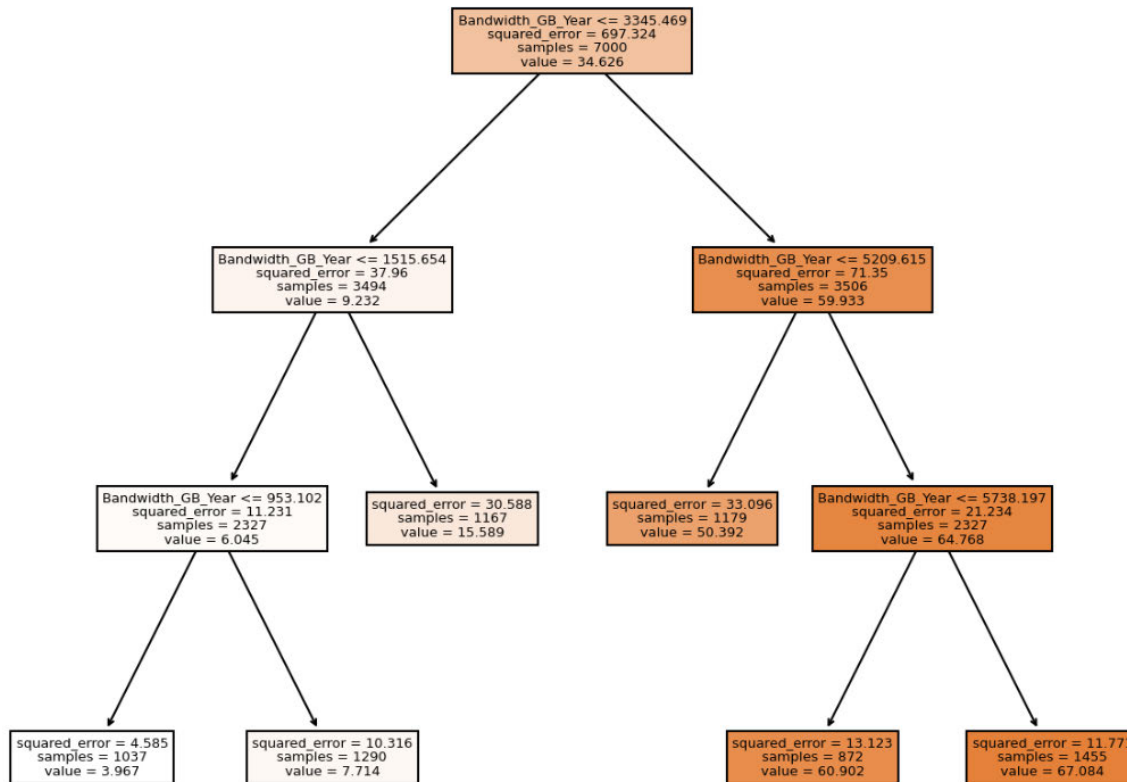 Bandwidth_GB_Year <= 3345.469
squared_error = 697.324
samples = 7000
value = 34.626
Bandwidth_GB_Year <= 1515.654
squared_error = 37.96
samples = 3494
value = 9.232
Bandwidth_GB_Year <= 5209.615
squared_error = 71.35
samples = 3506
value = 59.933
Bandwidth_GB_Year <= 953.102
squared_error = 11.231
samples = 2327
value = 6.045
squared_error = 30.588
samples = 1167
value = 15.589
squared_error = 33.096
samples = 1179
value = 50.392
Bandwidth_GB_Year <= 5738.197
squared_error = 21.234
samples = 2327
value = 64.768
squared_error = 4.585
samples = 1037
value = 3.967
squared_error = 10.316
samples = 1290
value = 7.714
squared_error = 13.123
samples = 872
value = 60.902
squared_error =
samples = 1455
value = 67.084